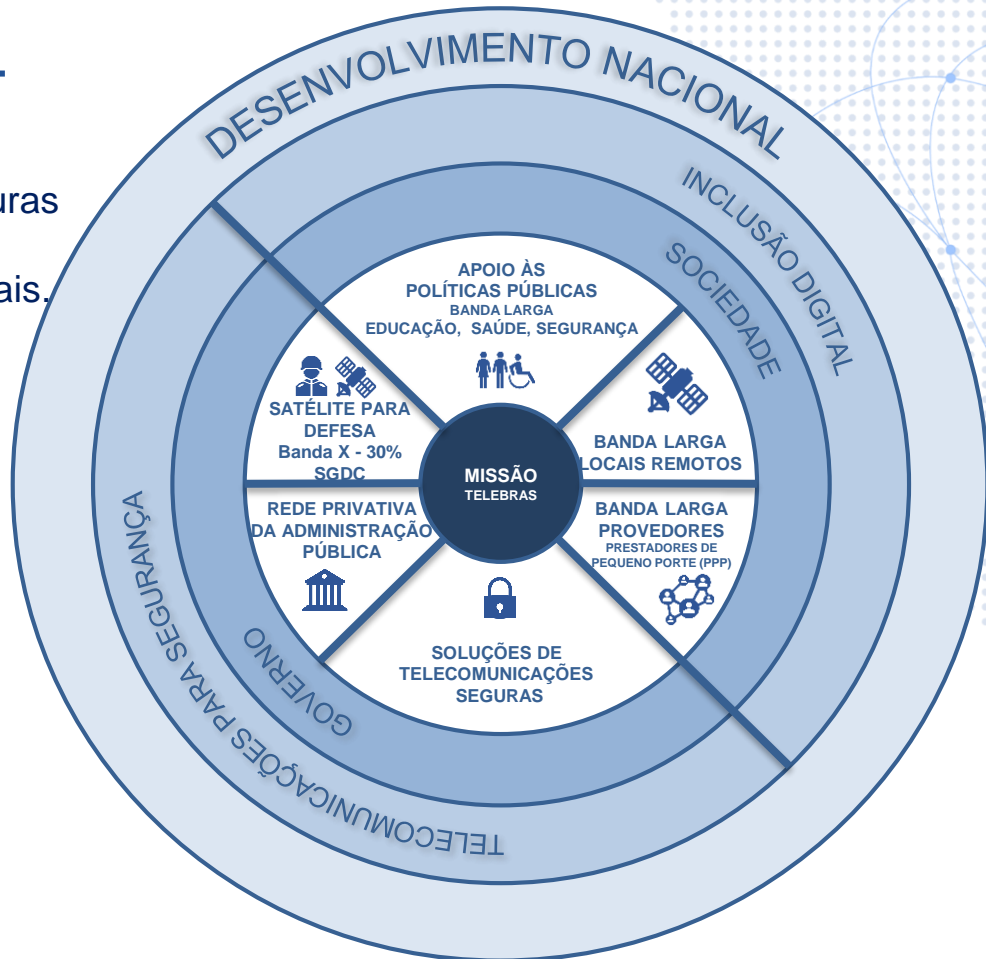 DESENVOLVIMENTO NACIONAL
INCLUSÃO DIGITAL
SOCIEDADE
APOIO ÀS
POLÍTICAS PÚBLICAS
BANDA LARGA
EDUCAÇÃO, SAÚDE, SEGURANÇA
SATÉLITE PARA
DEFESA
Banda X - 30%
SGDC
BANDA LARGA
LOCAIS REMOTOS
MISSÃO
TELEBRAS
REDE PRIVATIVA
DA ADMINISTRAÇÃO
PÚBLICA
BANDA LARGA
PROVEDORES
PRESTADORES DE
PEQUENO PORTE (PPP)
SOLUÇÕES DE
TELECOMUNICAÇÕES
SEGURAS
GOVERNO
TELECOMUNICAÇÕES PARA SEGURANÇA